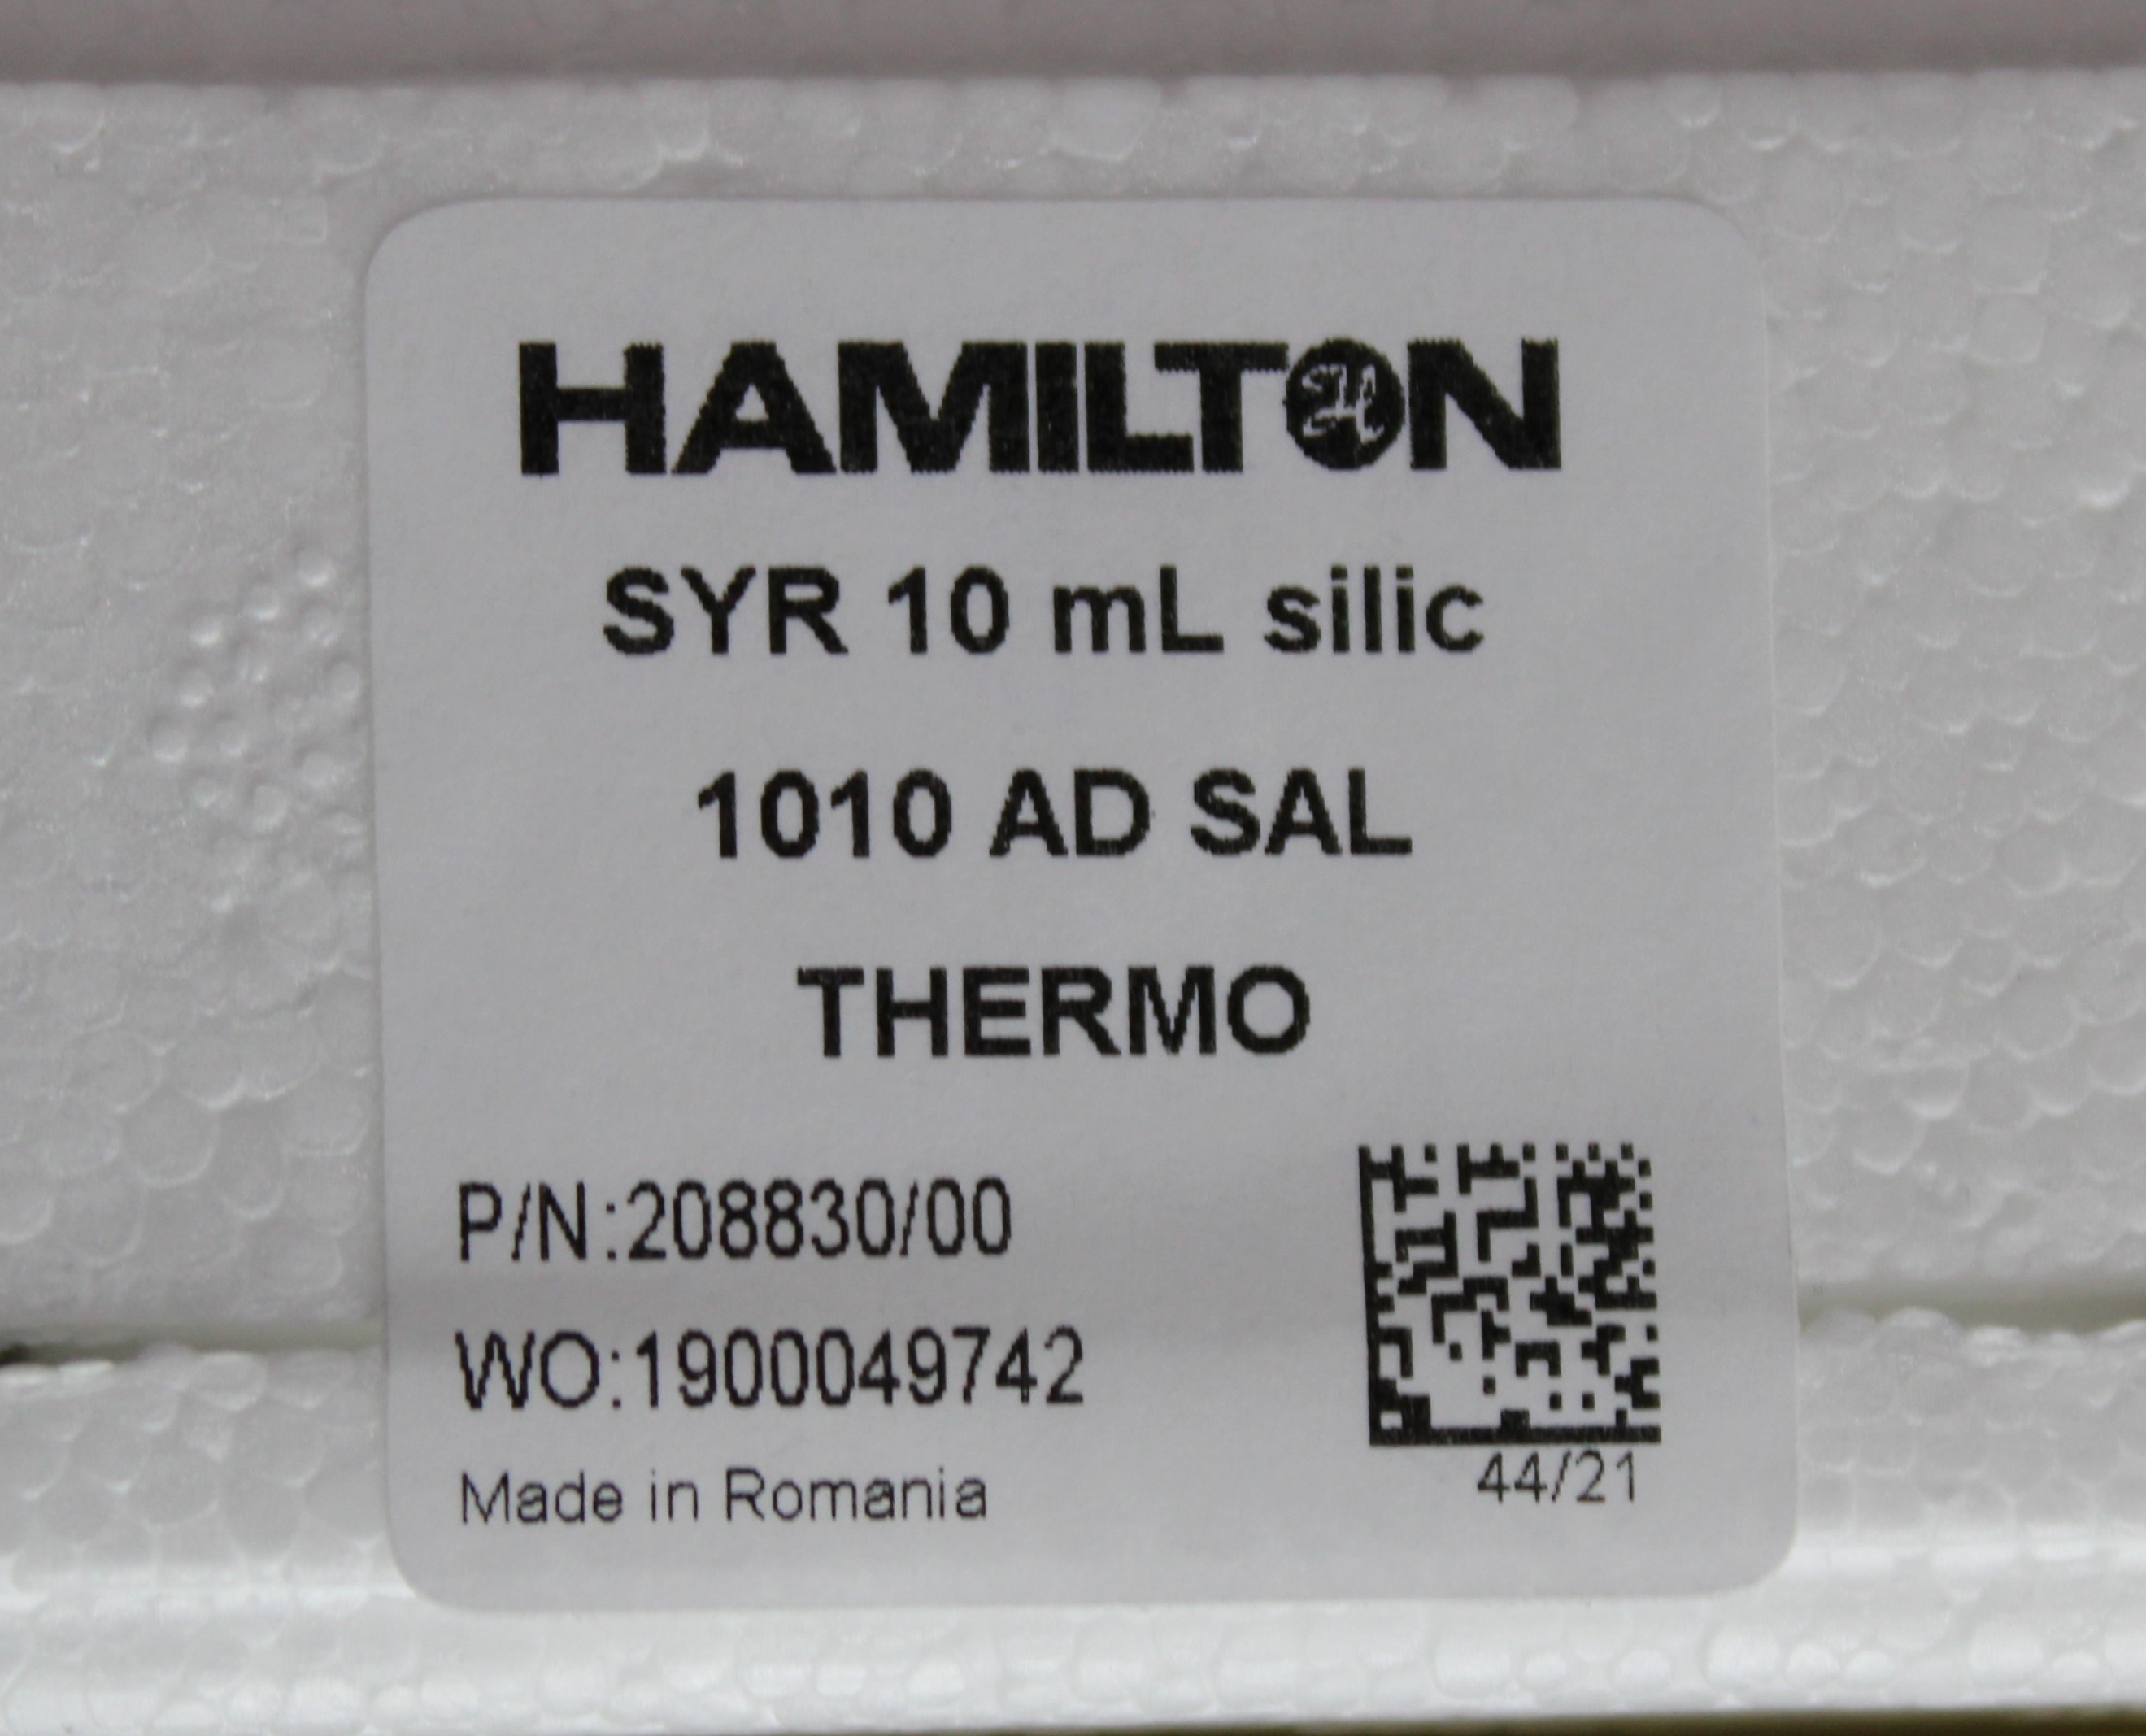 HAMILTON
SYR 10 mL silic
1010 AD SAL
THERMO
P/N:208830/00
WO:1900049742
Made in Romania
44/21